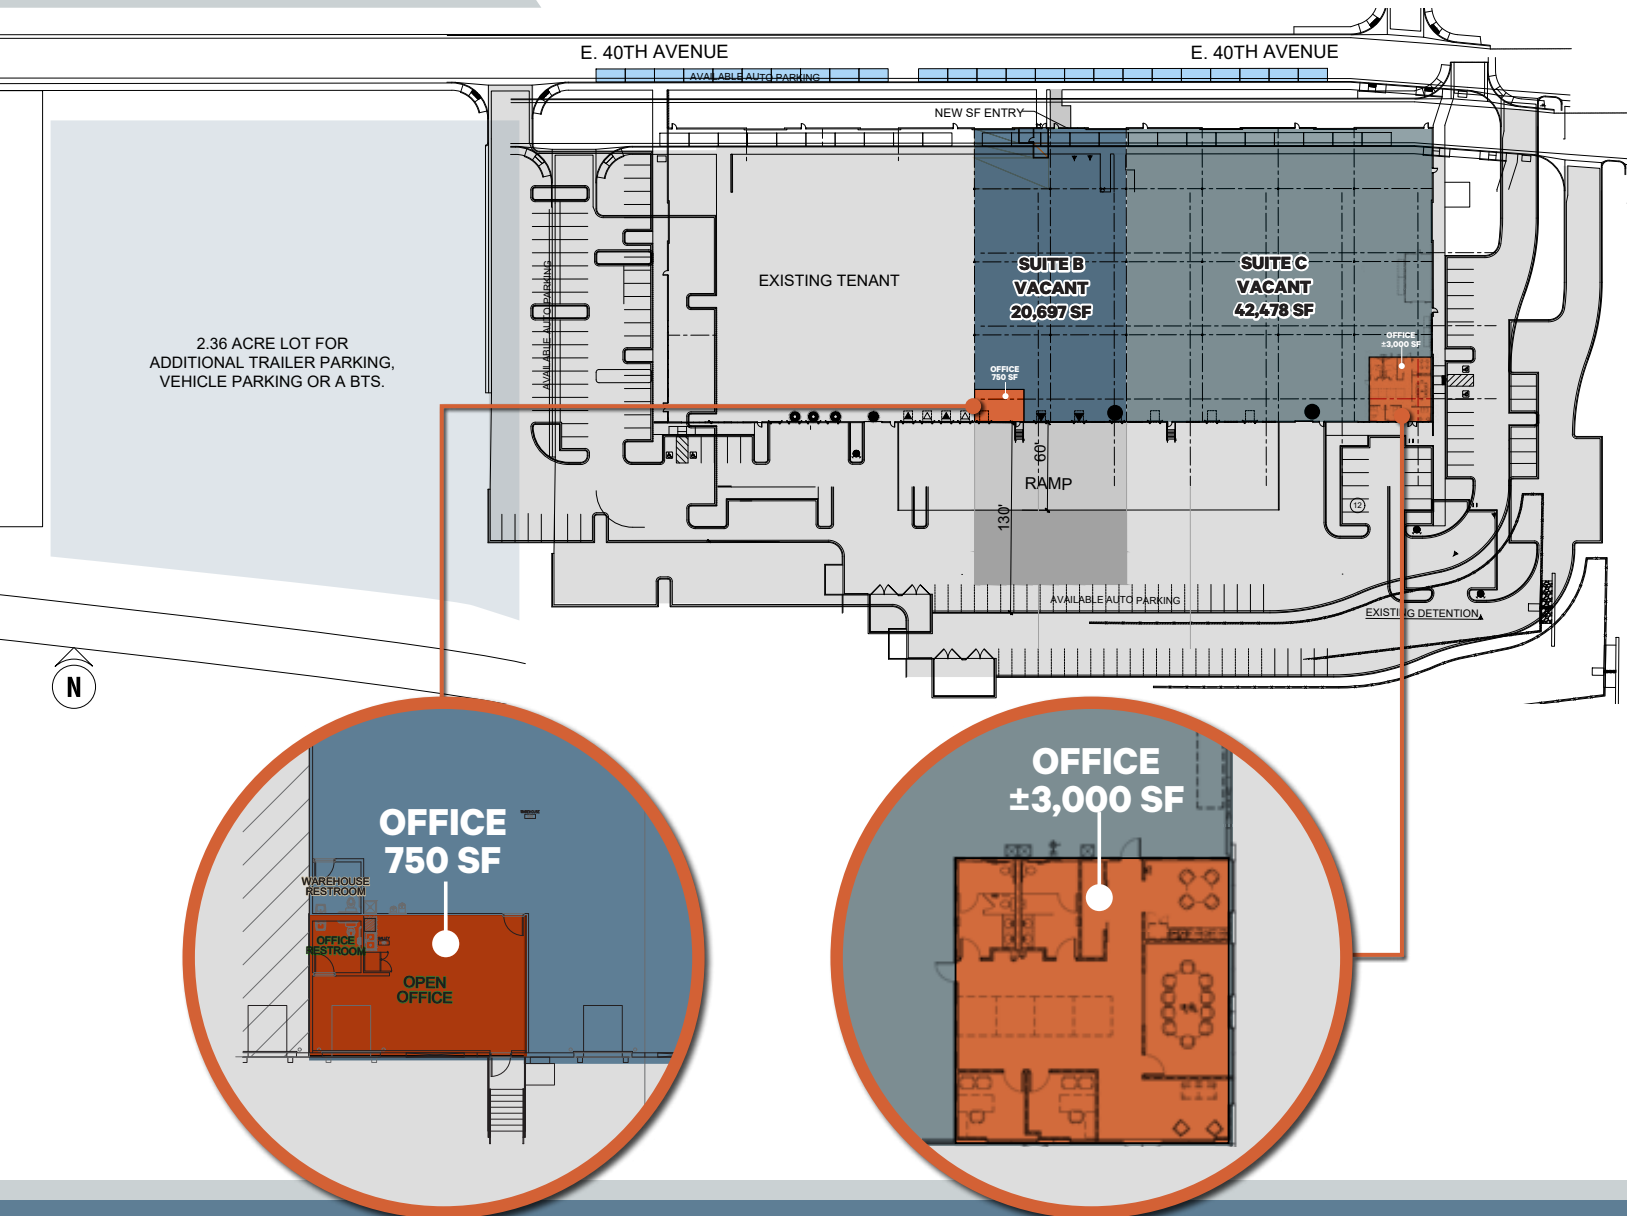 E. 40TH AVENUE
E. 40TH AVENUE
AVAILABLE AUTO PARKING
NEW SF ENTRY
EXISTING TENANT
SUITE B
VACANT
20,697 SF
SUITE C
VACANT
42,478 SF
AVAILABLE AUTO PARKING
2.36 ACRE LOT FOR
ADDITIONAL TRAILER PARKING,
VEHICLE PARKING OR A BTS.
OFFICE
±3,000 SF
OFFICE
750 SF
60'
RAMP
130'
12
AVAILABLE AUTO PARKING
EXISTING DETENTION
N
OFFICE
750 SF
WAREHOUSE
RESTROOM
OFFICE
RESTROOM
OPEN
OFFICE
OFFICE
±3,000 SF